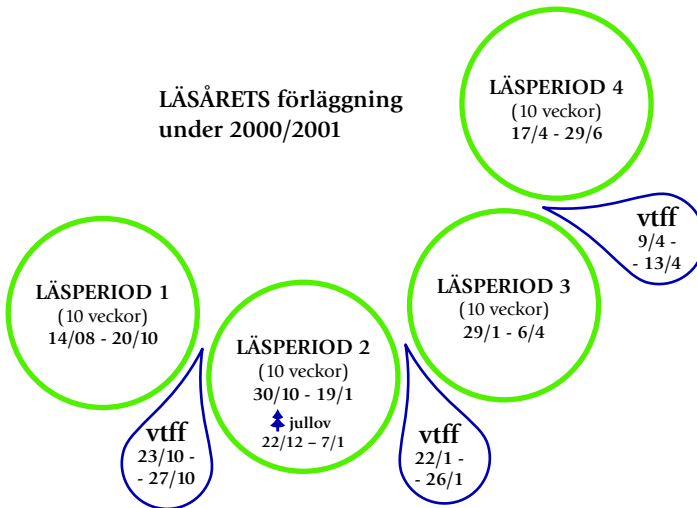 LÄSÅRETS förläggning
under 2000/2001
LÄSPERIOD 1
(10 veckor)
14/08 - 20/10
vtff
23/10 -
- 27/10
LÄSPERIOD 2
(10 veckor)
30/10 - 19/1
jullov
22/12 – 7/1
vtff
22/1 -
- 26/1
LÄSPERIOD 3
(10 veckor)
29/1 - 6/4
vtff
9/4 -
- 13/4
LÄSPERIOD 4
(10 veckor)
17/4 - 29/6